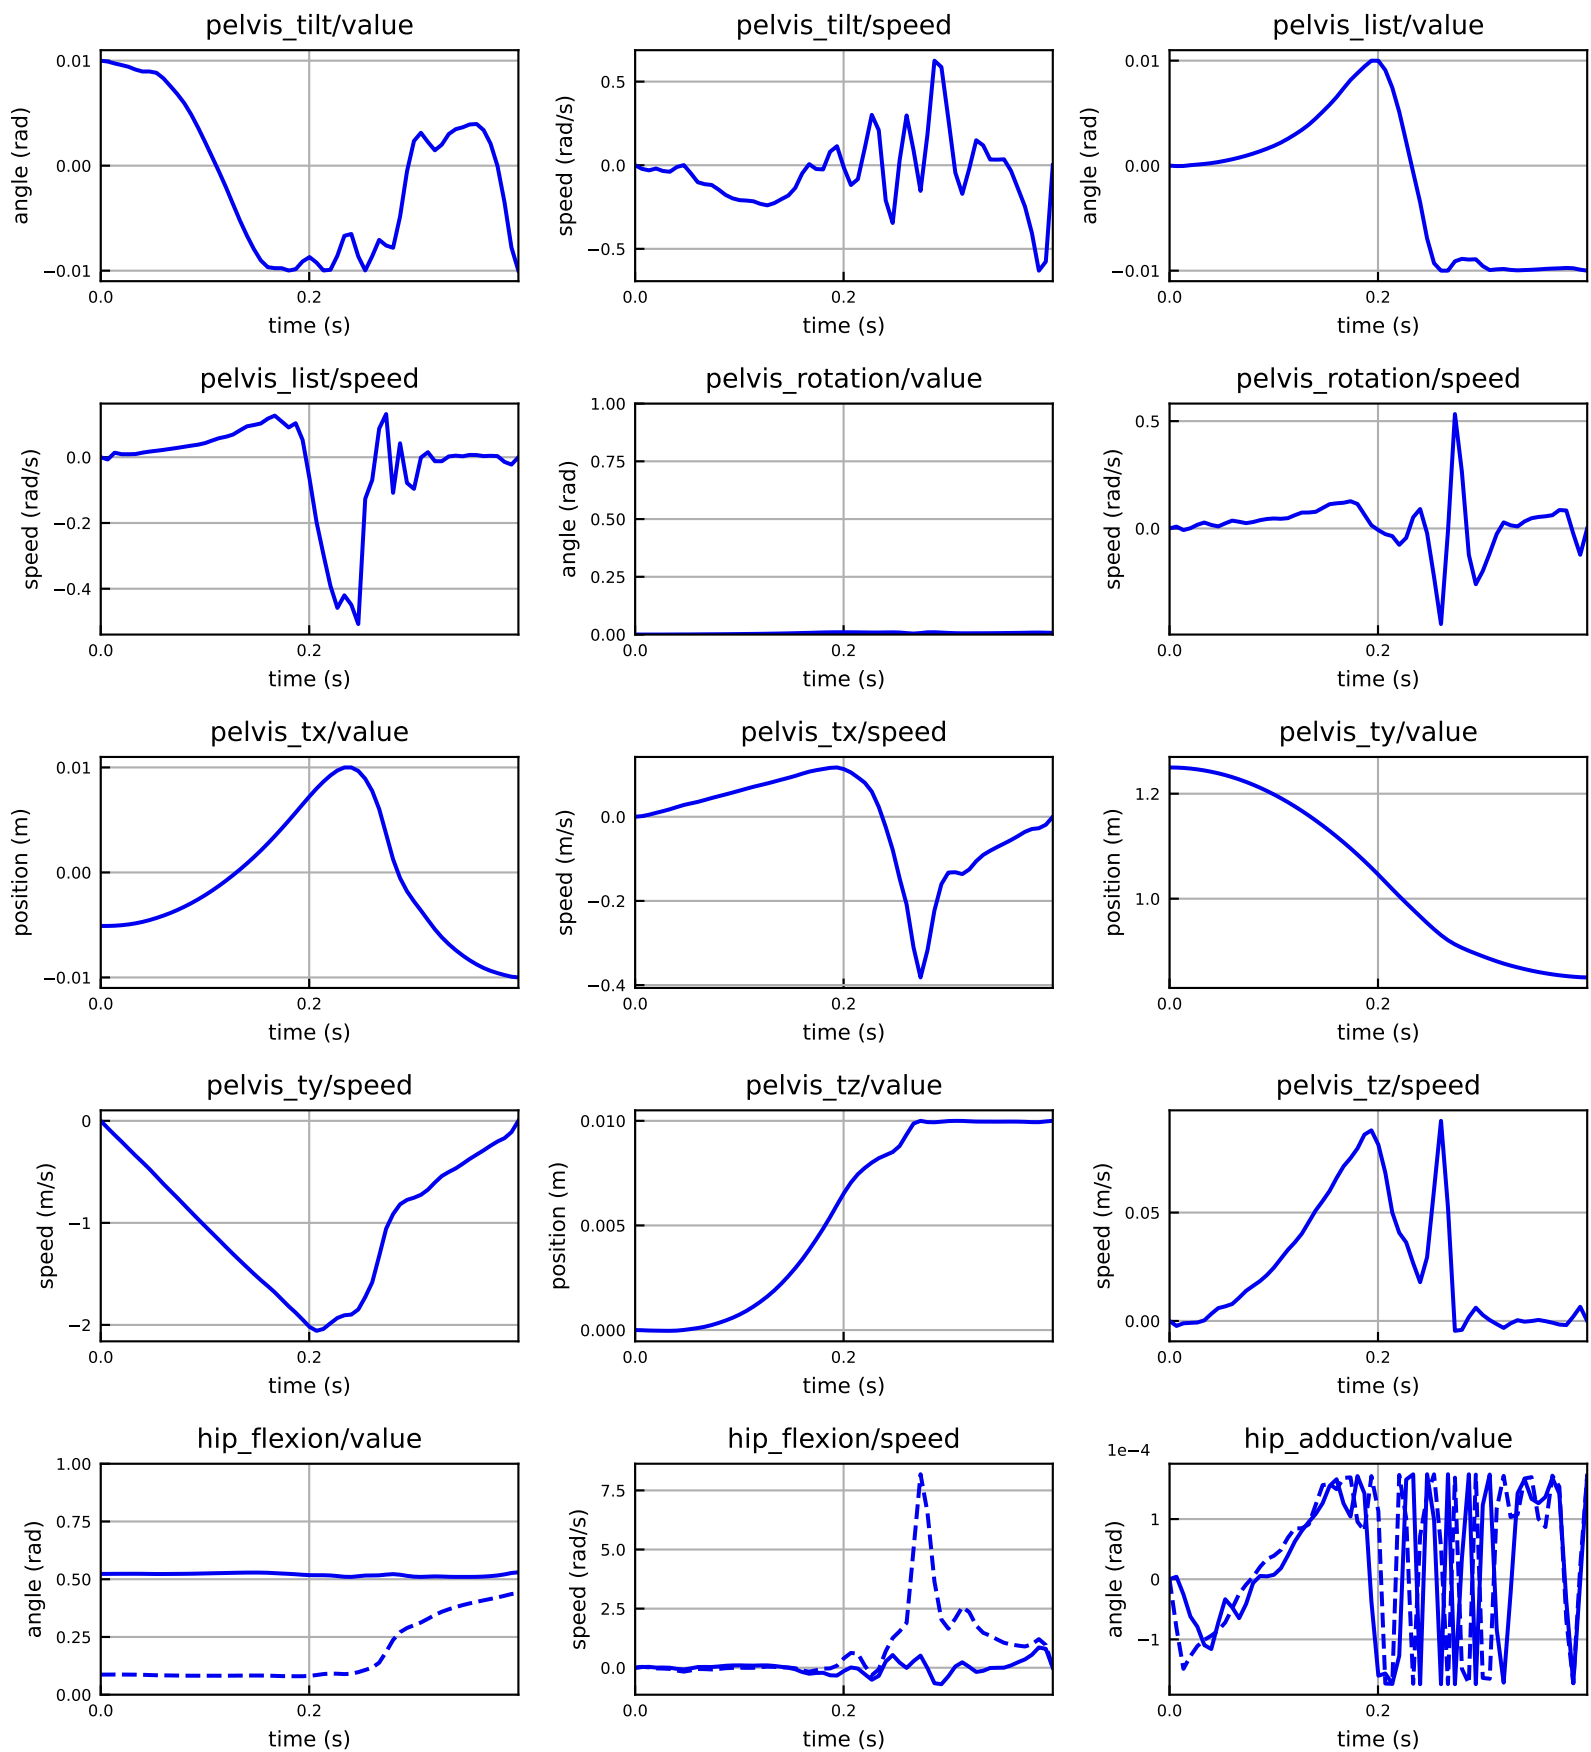 pelvis_tilt/value
pelvis_tilt/speed
pelvis_list/value
angle (rad)
0.01
0.00
−0.01
0.0
0.2
time (s)
speed (rad/s)
0.5
0.0
−0.5
0.0
0.2
time (s)
angle (rad)
0.01
0.00
−0.01
0.0
0.2
time (s)
pelvis_list/speed
pelvis_rotation/value
pelvis_rotation/speed
speed (rad/s)
0.0
−0.2
−0.4
0.0
0.2
time (s)
angle (rad)
1.00
0.75
0.50
0.25
0.00
0.0
0.2
time (s)
speed (rad/s)
0.5
0.0
0.0
0.2
time (s)
pelvis_tx/value
pelvis_tx/speed
pelvis_ty/value
position (m)
0.01
0.00
−0.01
0.0
0.2
time (s)
speed (m/s)
0.0
−0.2
−0.4
0.0
0.2
time (s)
position (m)
1.2
1.0
0.0
0.2
time (s)
pelvis_ty/speed
pelvis_tz/value
pelvis_tz/speed
speed (m/s)
0
−1
−2
0.0
0.2
time (s)
position (m)
0.010
0.005
0.000
0.0
0.2
time (s)
speed (m/s)
0.05
0.00
0.0
0.2
time (s)
hip_flexion/value
hip_flexion/speed
hip_adduction/value
angle (rad)
1.00
0.75
0.50
0.25
0.00
0.0
0.2
time (s)
speed (rad/s)
7.5
5.0
2.5
0.0
0.0
0.2
time (s)
1e−4
angle (rad)
1
0
−1
0.0
0.2
time (s)